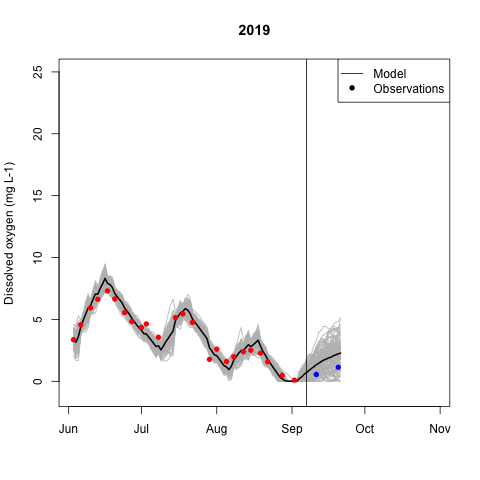 2019
Model
Observations
Dissolved oxygen (mg L-1)
25
20
15
10
5
0
Jun Jul Aug Sep Oct Nov